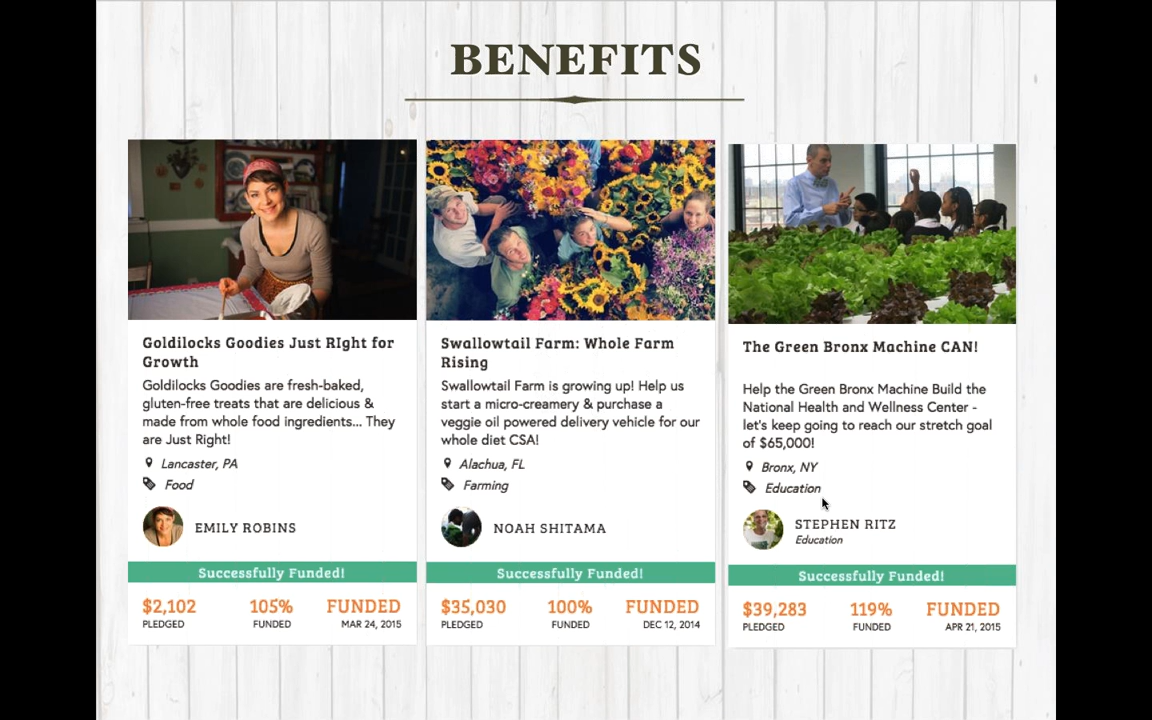 BENEFITS
Goldilocks Goodies Just RIght for
Growth
Goldilocks Goodies are fresh-baked,
gluten-free treats that are delicious &
made from whole food ingredients... They
are Just Right!
Lancaster, PA
Food
EMILY ROBINS
Successfully Funded!
$2,102 105% FUNDED
PLEDGED FUNDED MAR 24, 2015
Swallowtail Farm: Whole Farm
Rising
Swallowtail Farm is growing up! Help us
start a micro-creamery & purchase a
veggie oil powered delivery vehicle for our
whole diet CSA!
Alachua, FL
Farming
NOAH SHITAMA
Successfully Funded!
$35,030 100% FUNDED
PLEDGED FUNDED DEC 12, 2014
The Green Bronx Machine CAN!
Help the Green Bronx Machine Build the
National Health and Wellness Center -
let's keep going to reach our stretch goal
of $65,000!
Bronx, NY
Education
STEPHEN RITZ
Education
Successfully Funded!
$39,283 119% FUNDED
PLEDGED FUNDED APR 21, 2015